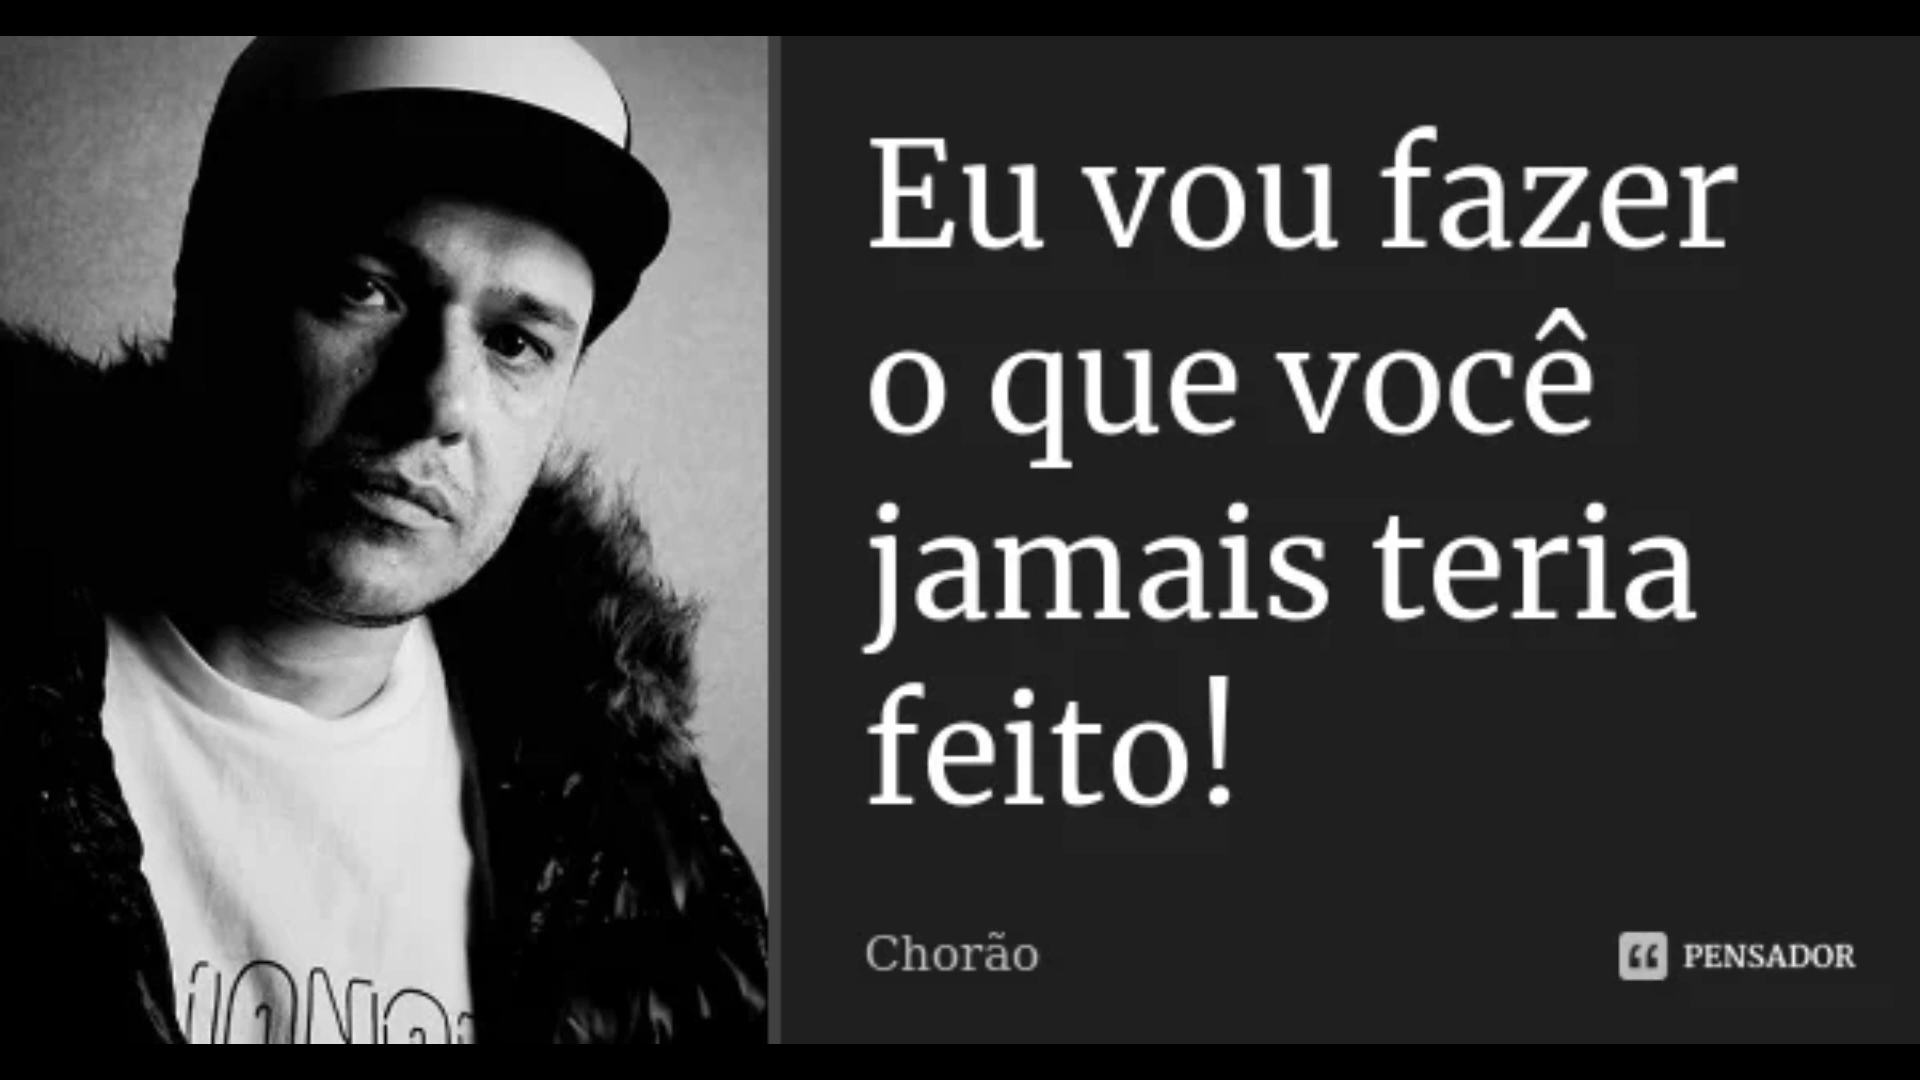 Eu vou fazer
o que você
jamais teria
feito!
Chorão
PENSADOR